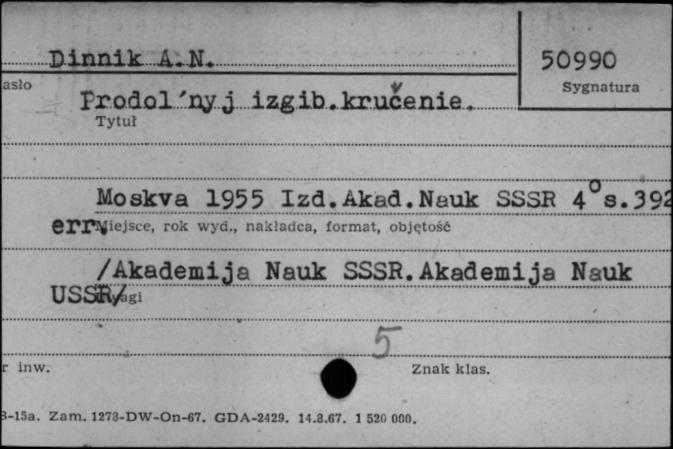 Dinnik A.N.
50990
asło
Sygnatura
Prodol'nyj izgib.kručenie.
Tytuł
Moskva 1955 Izd.Akad.Nauk SSSR 4° s.392
err.
Miejsce, rok wyd., nakładca, format, objętość
/Akademija Nauk SSSR.Akademija Nauk
USSR/
5
r inw.
Znak klas.
3-15a. Zam. 1273-DW-On-67. GDA-2429. 14.8.67. 1 520 000.